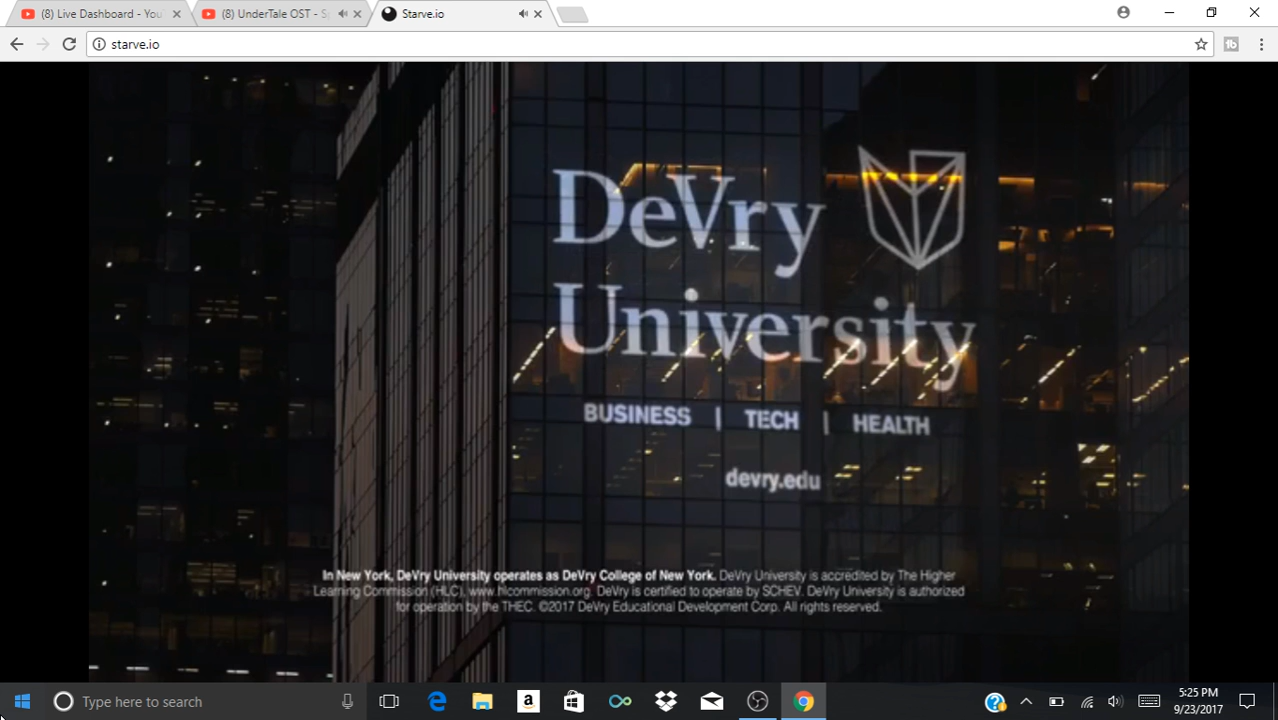 (8) Live Dashboard - You
(8) UnderTale OST - S
Starve.io
starve.io
DeVry
University
BUSINESS | TECH | HEALTH
devry.edu
In New York, DeVry University operates as DeVry College of New York. DeVry University is accredited by The Higher
Learning Commission (HLC), www.hlcommission.org. DeVry is certified to operate by SCHEV. DeVry University is authorized
for operation by the THEC. ©2017 DeVry Educational Development Corp. All rights reserved.
Type here to search
5:25 PM
9/23/2017